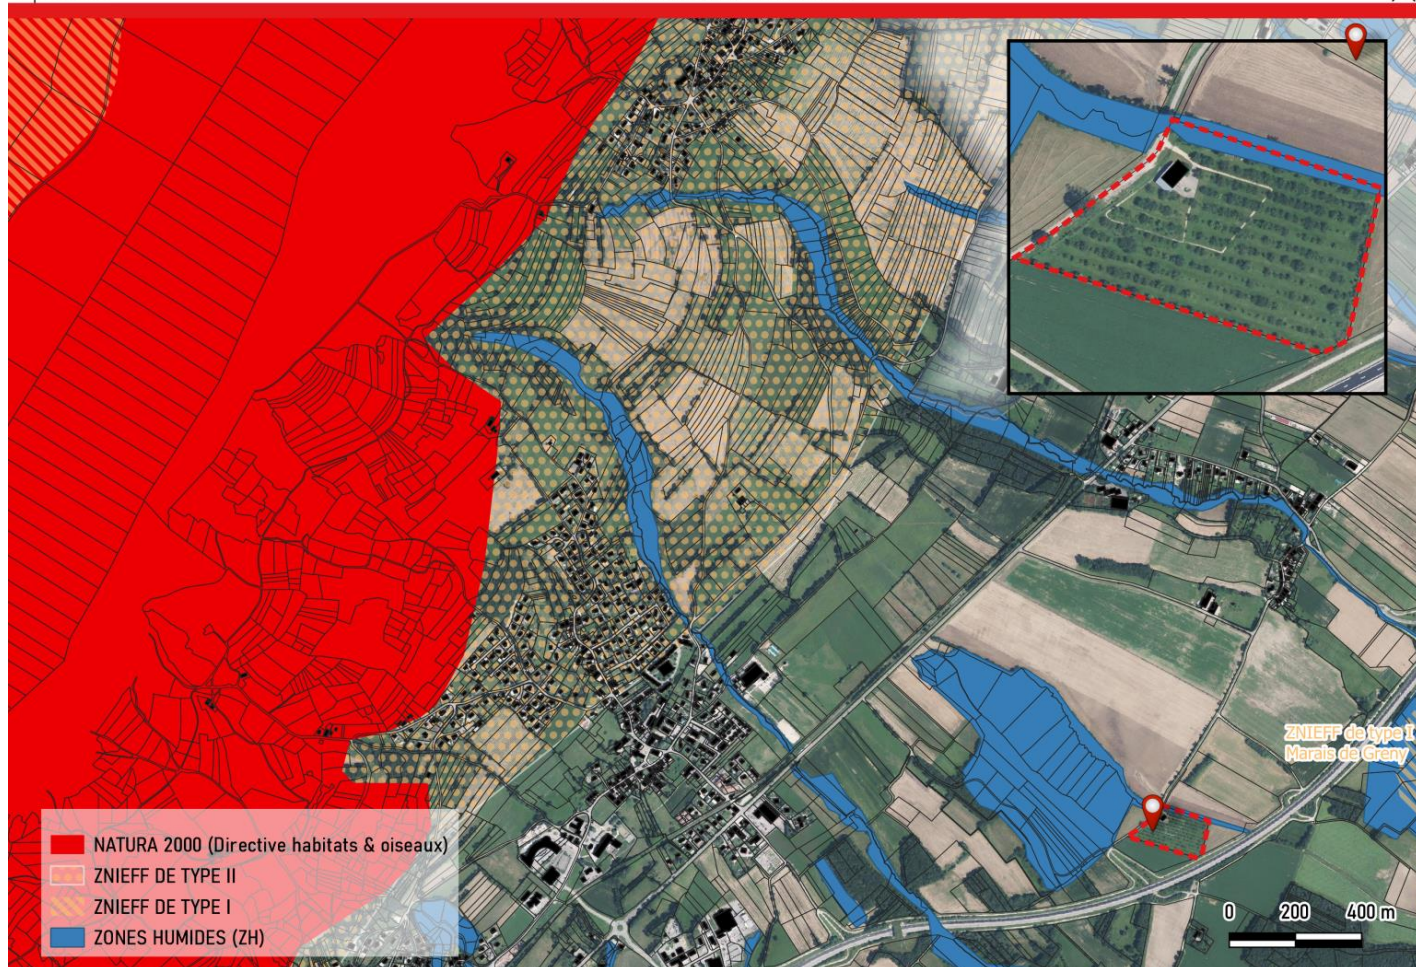 ZNIEFF de type I
Marais de Greny
NATURA 2000 (Directive habitats & oiseaux)
ZNIEFF DE TYPE II
ZNIEFF DE TYPE I
ZONES HUMIDES (ZH)
0 200 400 m